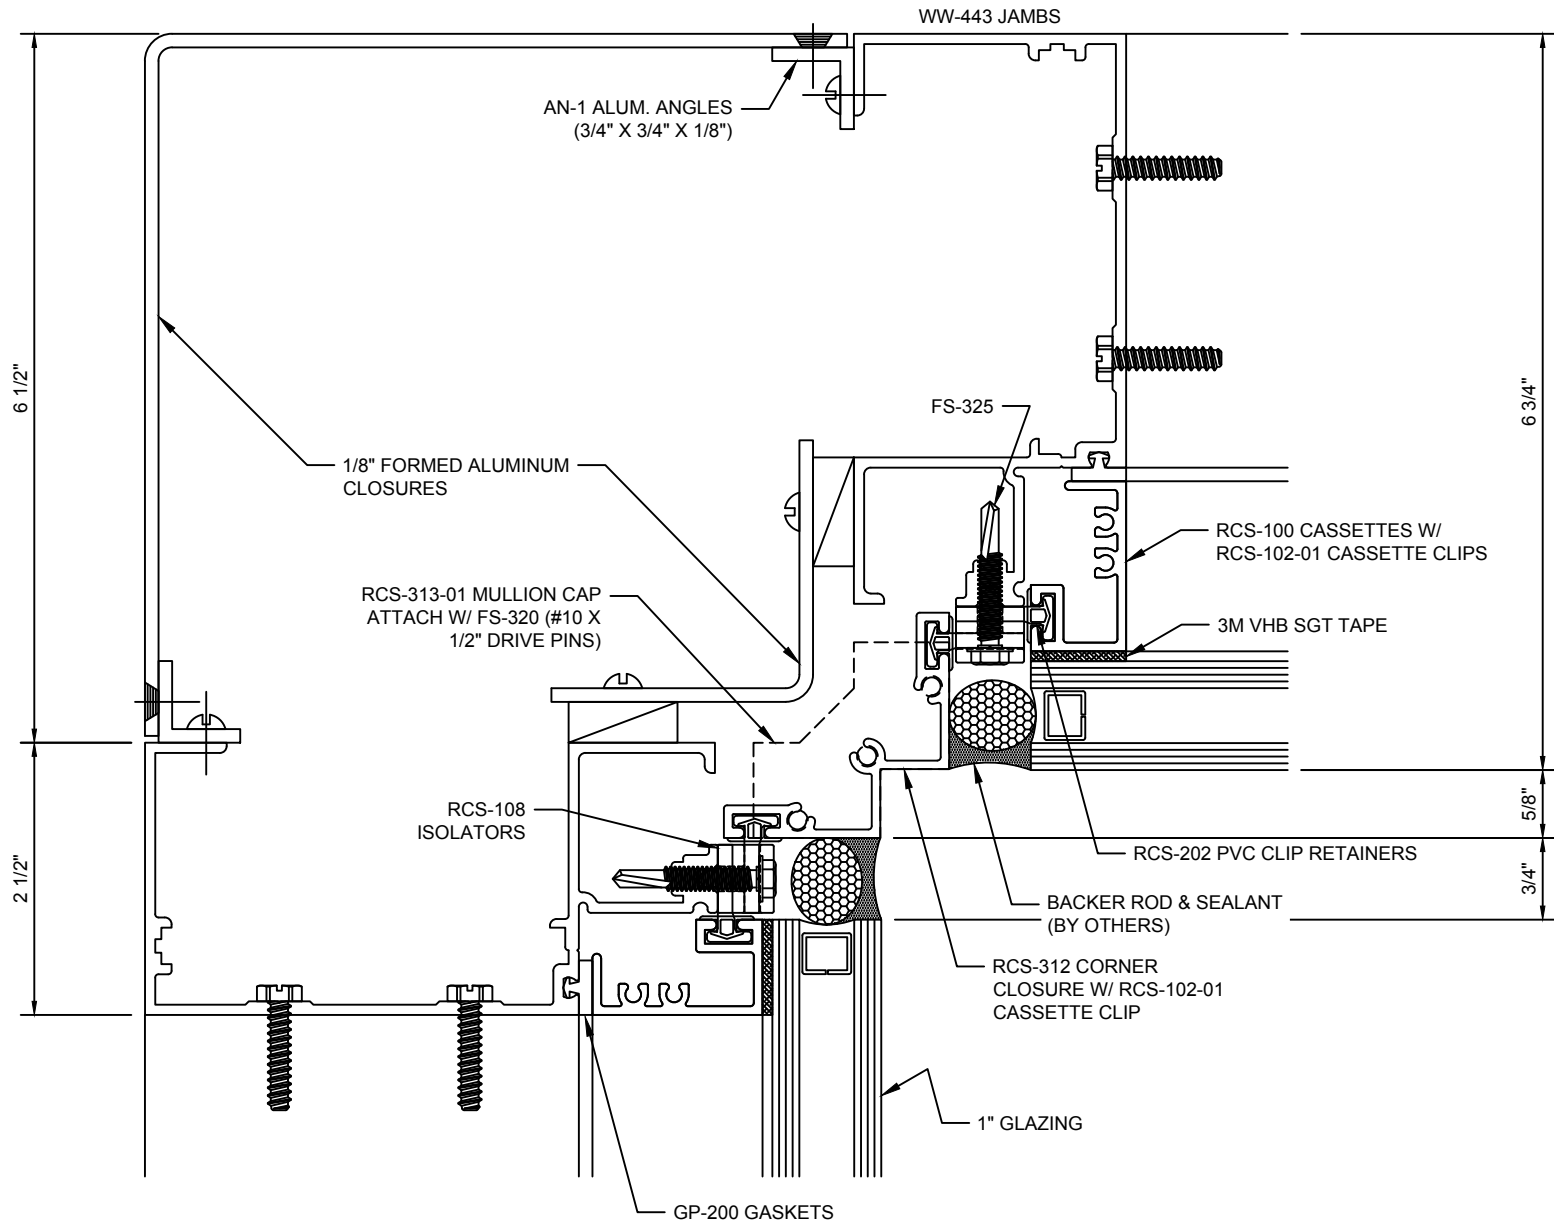 WW-443 JAMBS
AN-1 ALUM. ANGLES
(3/4" X 3/4" X 1/8")
6 1/2"
6 3/4"
FS-325
1/8" FORMED ALUMINUM
CLOSURES
RCS-100 CASSETTES W/
RCS-102-01 CASSETTE CLIPS
RCS-313-01 MULLION CAP
ATTACH W/ FS-320 (#10 X
1/2" DRIVE PINS)
3M VHB SGT TAPE
RCS-108
ISOLATORS
5/8"
RCS-202 PVC CLIP RETAINERS
2 1/2"
3/4"
BACKER ROD & SEALANT
(BY OTHERS)
RCS-312 CORNER
CLOSURE W/ RCS-102-01
CASSETTE CLIP
1" GLAZING
GP-200 GASKETS